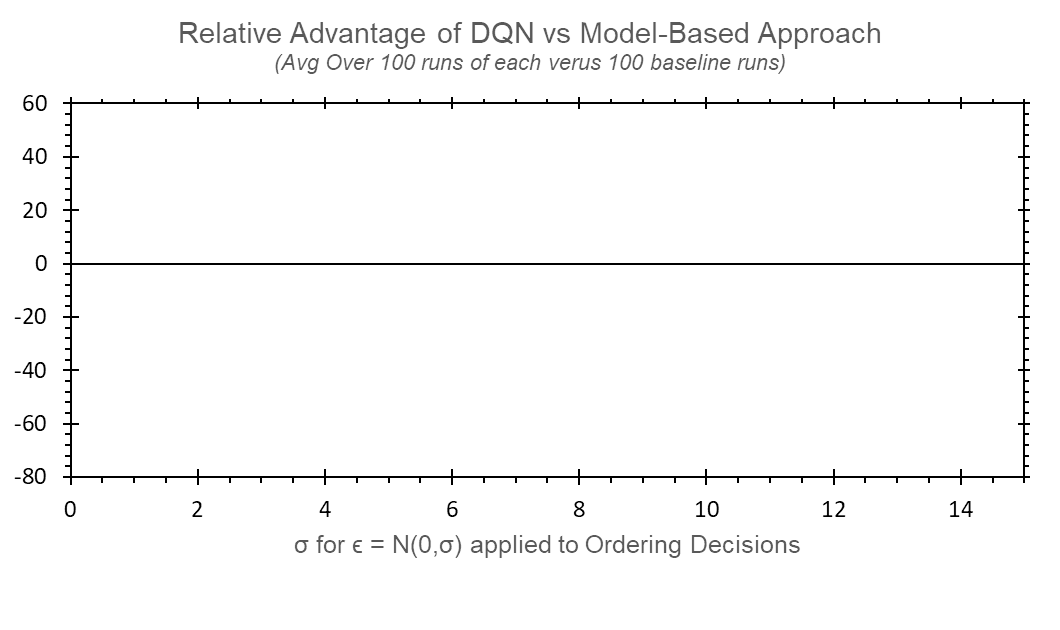 Relative Advantage of DQN vs Model-Based Approach
(Avg Over 100 runs of each verus 100 baseline runs)
60
40
20
0
-20
-40
-60
-80
0 2 4 6 8 10 12 14
σ for ϵ = N(0,σ) applied to Ordering Decisions